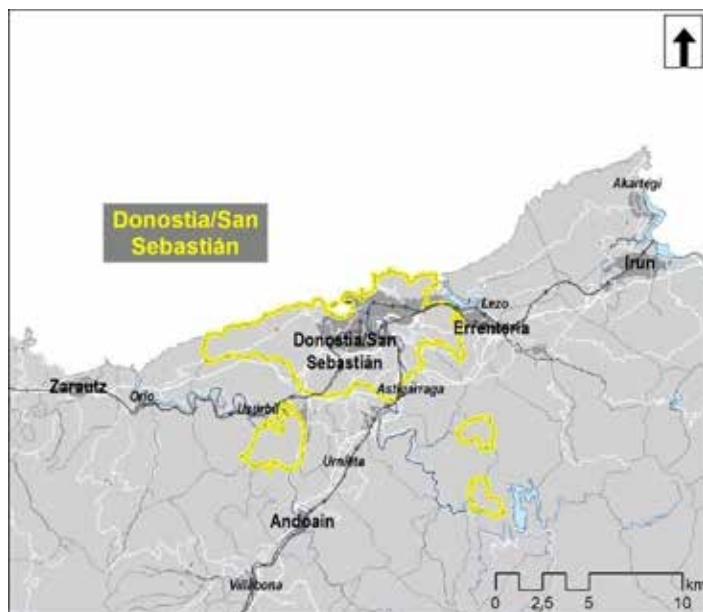 Akartegi
Donostia/San
Sebastián
Irun
Lezo
Errenteria
Donostia/San
Sebastián
Zarautz
Orio
Astigarraga
Usurbil
Urnieta
Andoain
Villabona
km
0 2,5 5 10